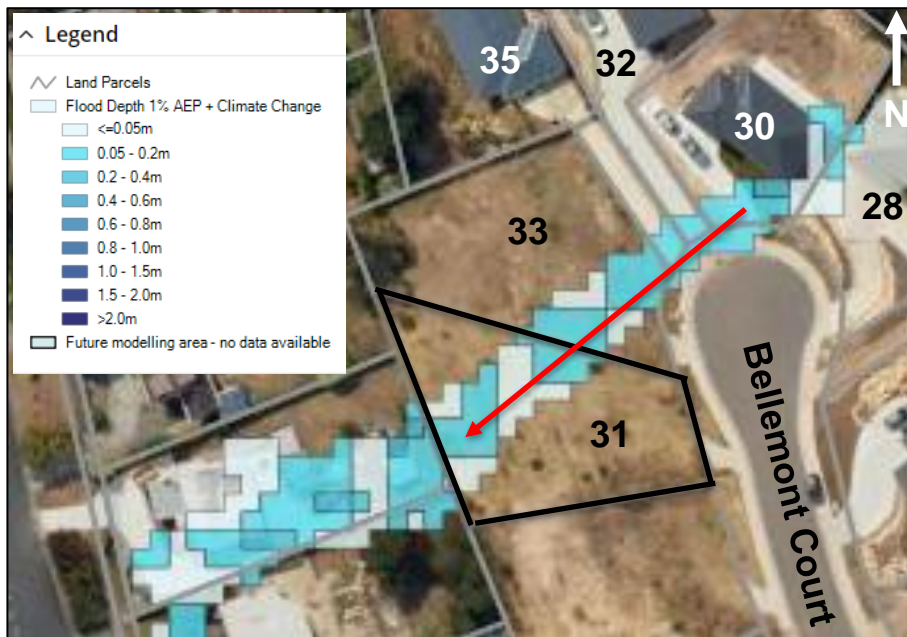 Legend
Land Parcels
Flood Depth 1% AEP + Climate Change
<=0.05m
0.05 - 0.2m
0.2 - 0.4m
0.4 - 0.6m
0.6 - 0.8m
0.8 - 1.0m
1.0 - 1.5m
1.5 - 2.0m
>2.0m
Future modelling area - no data available
35
32
30
N
28
33
31
Bellemont Court